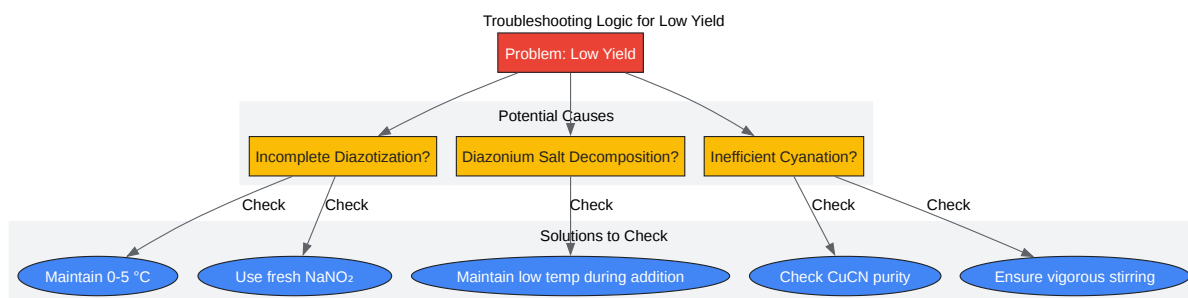 Troubleshooting Logic for Low Yield
Problem: Low Yield
Potential Causes
Incomplete Diazotization?
Diazonium Salt Decomposition?
Inefficient Cyanation?
Check
Check
Check
Check
Check
Solutions to Check
Maintain 0-5 °C
Use fresh NaNO₂
Maintain low temp during addition
Check CuCN purity
Ensure vigorous stirring